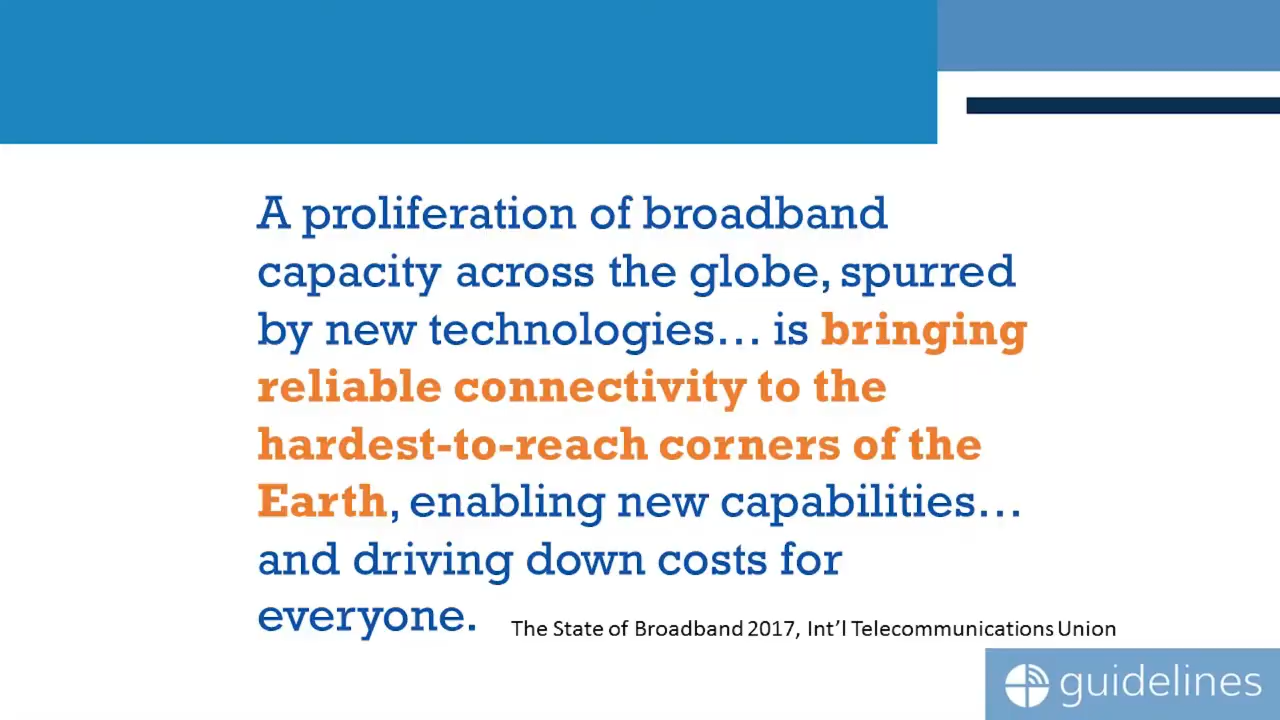 A proliferation of broadband
capacity across the globe, spurred
by new technologies… is bringing
reliable connectivity to the
hardest-to-reach corners of the
Earth, enabling new capabilities…
and driving down costs for
everyone.
The State of Broadband 2017, Int'l Telecommunications Union
guidelines